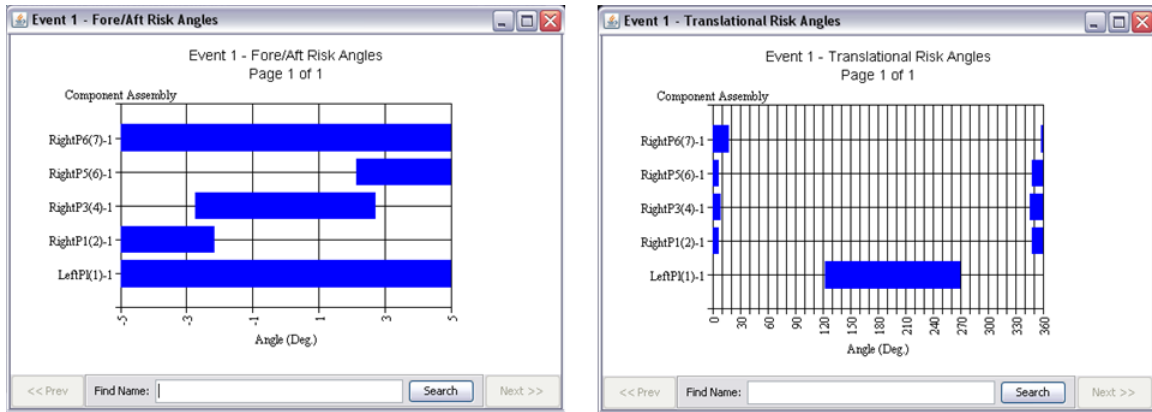 Event 1 - Fore/Aft Risk Angles
Event 1 - Fore/Aft Risk Angles
Page 1 of 1
Component Assembly
RightP6(7)-1
RightP5(6)-1
RightP3(4)-1
RightP1(2)-1
LeftPl(1)-1
-5 -3 -1 1 3 5
Angle (Deg.)
<< Prev Find Name: Search Next >>
Event 1 - Translational Risk Angles
Event 1 - Translational Risk Angles
Page 1 of 1
Component Assembly
RightP6(7)-1
RightP5(6)-1
RightP3(4)-1
RightP1(2)-1
LeftPl(1)-1
0 30 60 90 120 150 180 210 240 270 300 330 360
Angle (Deg.)
<< Prev Find Name: Search Next >>